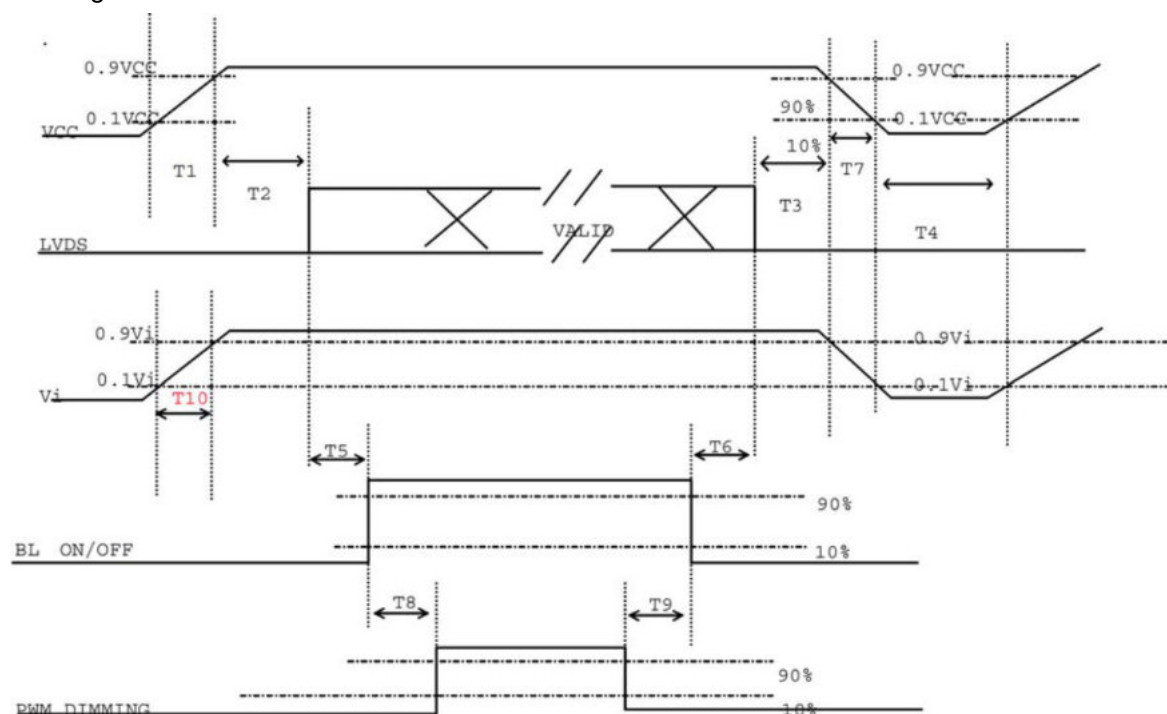 0.9VCC
0.9VCC
0.1VCC
90%
0.1VCC
VCC
10%
T1
T2
T3
T7
T4
LVDS
VALID
0.9Vi
0.9Vi
0.1Vi
0.1Vi
Vi
T10
T5
T6
90%
BL ON/OFF
10%
T8
T9
90%
PWM DIMMING
10%